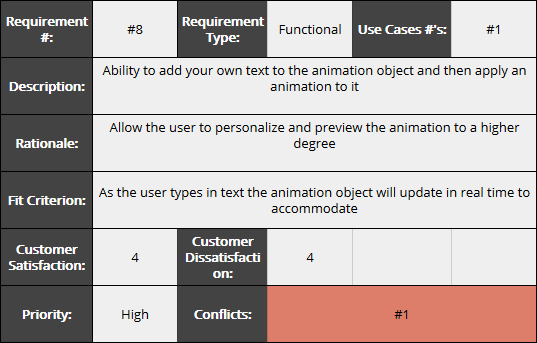 Requirement #: #8 Requirement Type: Functional Use Cases #'s: #1
Description: Ability to add your own text to the animation object and then apply an
animation to it
Rationale: Allow the user to personalize and preview the animation to a higher
degree
Fit Criterion: As the user types in text the animation object will update in real time to
accommodate
Customer
Satisfaction:
4
Customer
Dissatisfacti
on:
4
Priority: High Conflicts: #1